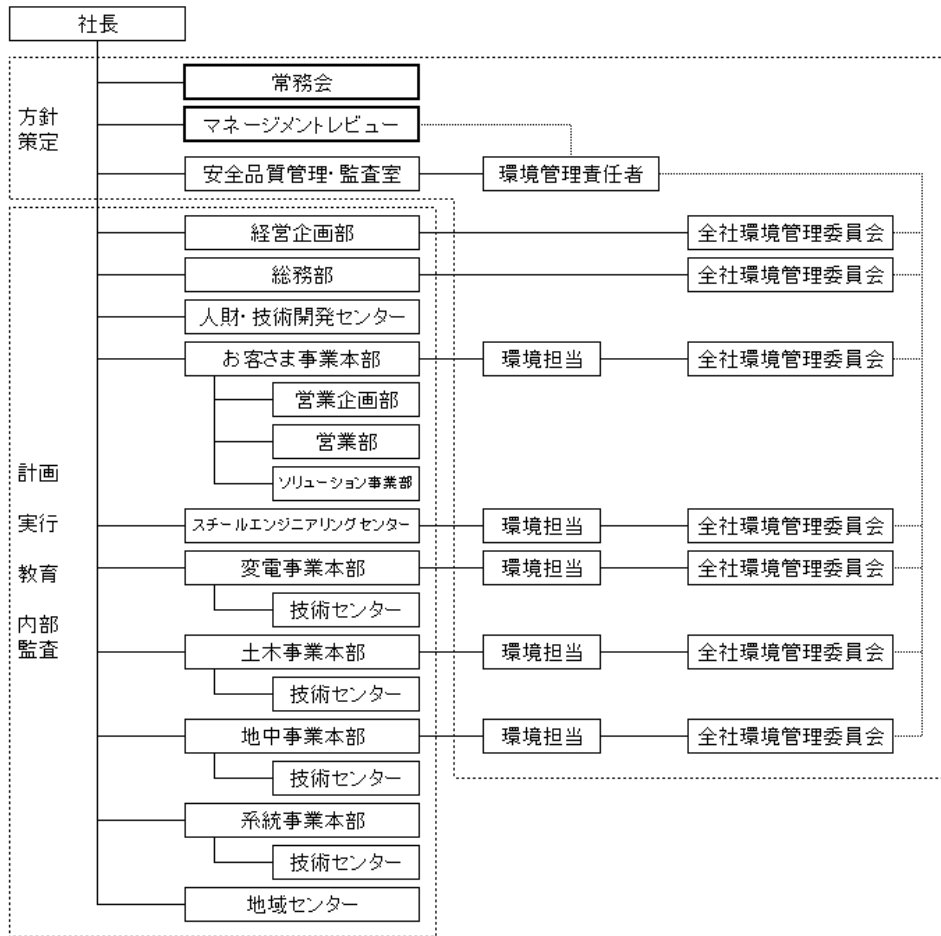 社長
常務会
方針
策定
マネージメントレビュー
安全品質管理・監査室
環境管理責任者
経営企画部
全社環境管理委員会
総務部
全社環境管理委員会
人財・技術開発センター
お客さま事業本部
環境担当
全社環境管理委員会
営業企画部
営業部
ソリューション事業部
計画
実行
教育
内部
監査
スチールエンジニアリングセンター
環境担当
全社環境管理委員会
変電事業本部
環境担当
全社環境管理委員会
技術センター
土木事業本部
環境担当
全社環境管理委員会
技術センター
地中事業本部
環境担当
全社環境管理委員会
技術センター
系統事業本部
技術センター
地域センター